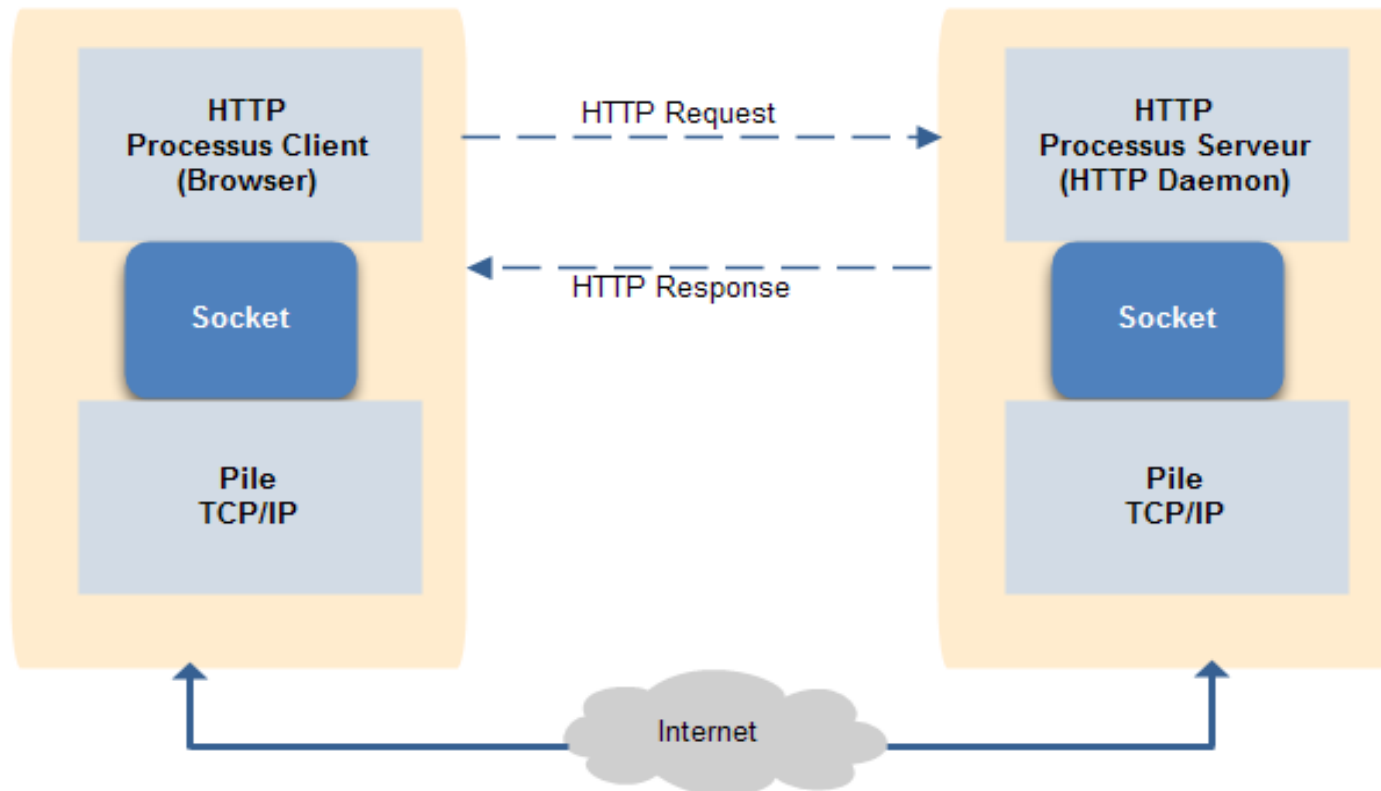 HTTP
Processus Client
(Browser)
HTTP Request
HTTP
Processus Serveur
(HTTP Daemon)
HTTP Response
Socket
Socket
Pile
TCP/IP
Pile
TCP/IP
Internet